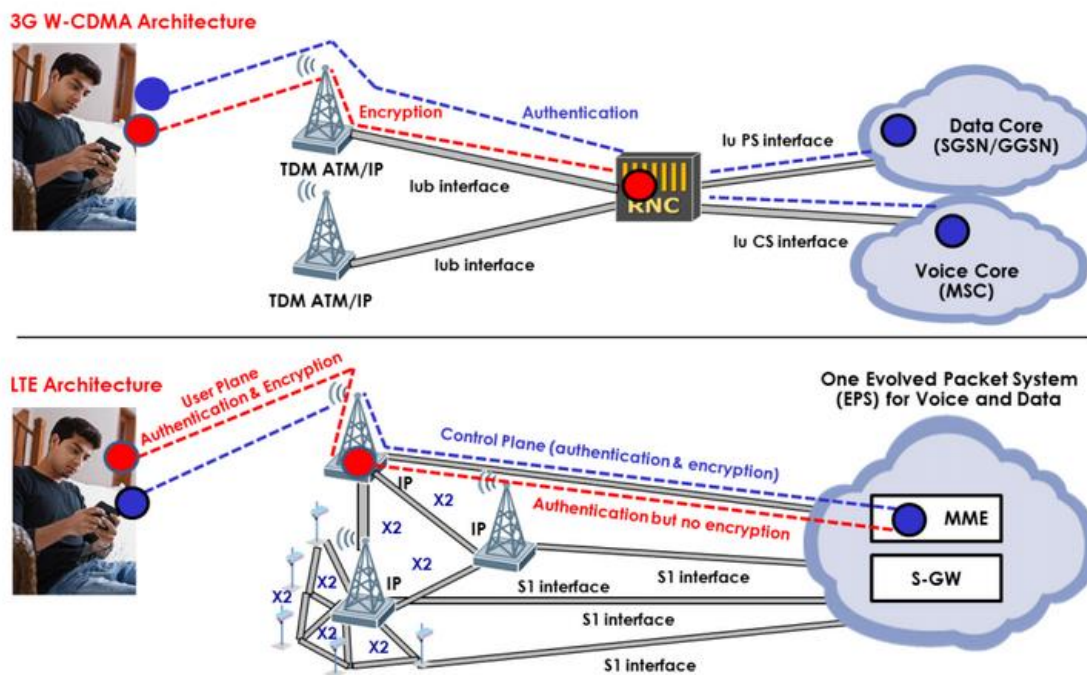 3G W-CDMA Architecture
Encryption
Authentication
TDM ATM/IP
Iub interface
RNC
Iu PS interface
Data Core
(SGSN/GGSN)
Iub interface
TDM ATM/IP
Iu CS interface
Voice Core
(MSC)
LTE Architecture
User Plane
Authentication & Encryption
One Evolved Packet System
(EPS) for Voice and Data
Control Plane (authentication & encryption)
IP
X2
X2
IP
Authentication but no encryption
MME
X2
IP
S1 interface
S1 interface
S-GW
X2
X2
X2
X2
S1 interface
S1 interface